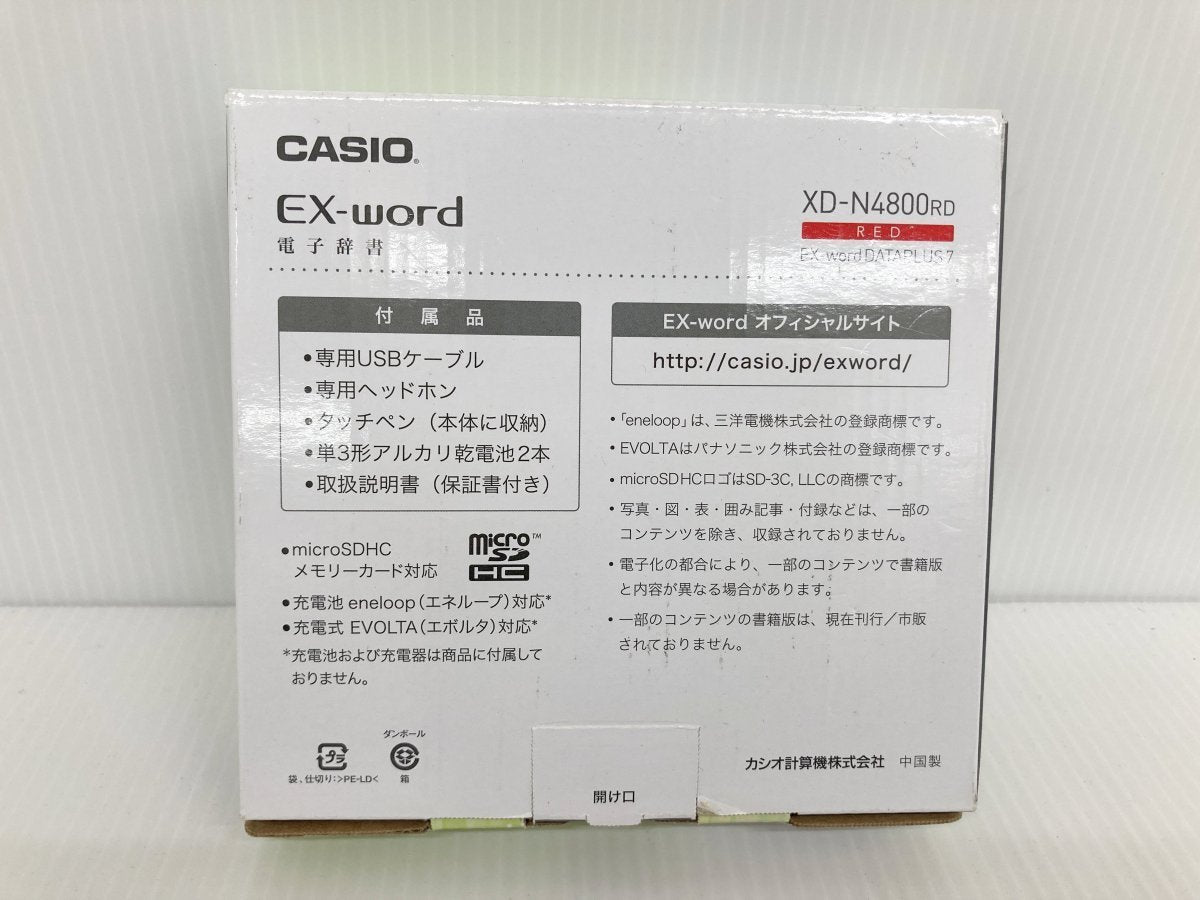 CASIO®
EX-word
電子辞書
XD-N4800RD
RED
EX-word DATAPLUS 7
付属品
•専用USBケーブル
•専用ヘッドホン
•タッチペン（本体に収納）
•単3形アルカリ乾電池2本
•取扱説明書（保証書付き）
•microSDHC
メモリーカード対応
micro™
SD
HC
•充電池 eneloop（エネループ）対応*
•充電式 EVOLTA（エボルタ）対応*
*充電池および充電器は商品に付属して
おりません。
EX-word オフィシャルサイト
http://casio.jp/exword/
•「eneloop」は、三洋電機株式会社の登録商標です。
•EVOLTAはパナソニック株式会社の登録商標です。
•microSDHCロゴはSD-3C, LLCの商標です。
•写真・図・表・囲み記事・付録などは、一部の
コンテンツを除き、収録されておりません。
•電子化の都合により、一部のコンテンツで書籍版
と内容が異なる場合があります。
•一部のコンテンツの書籍版は、現在刊行／市販
されておりません。
プラ
袋、仕切り:>PE-LD<
ダンボール
箱
開け口
カシオ計算機株式会社 中国製